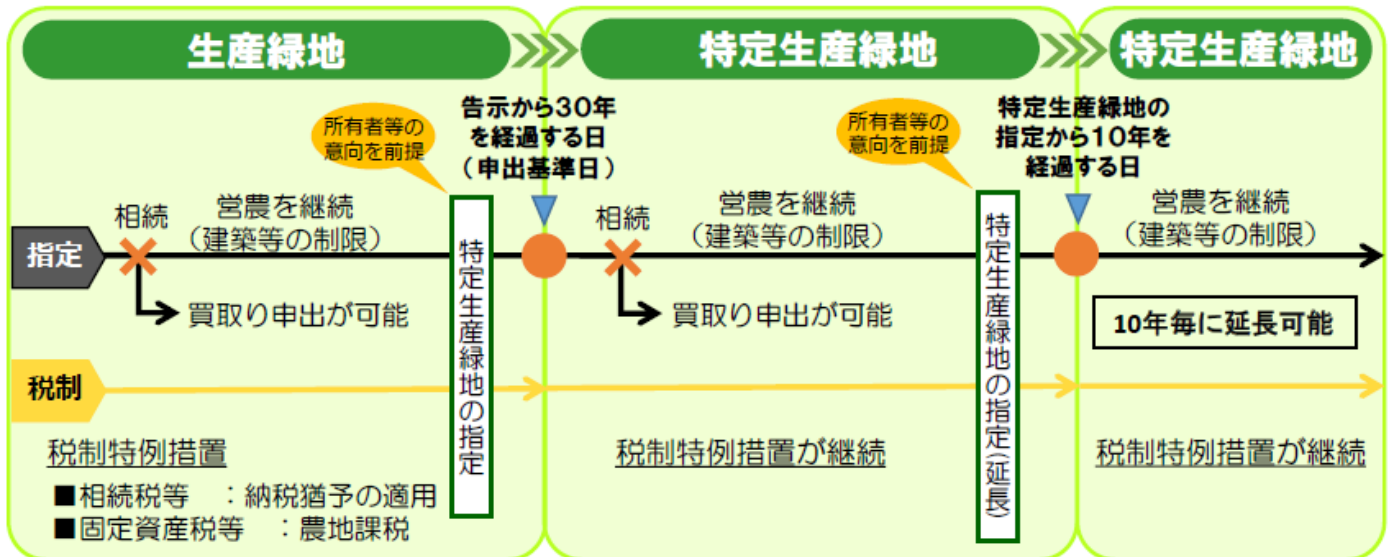 生産緑地
特定生産緑地
特定生産緑地
所有者等の
意向を前提
告示から30年
を経過する日
(申出基準日)
所有者等の
意向を前提
特定生産緑地の
指定から10年を
経過する日
指定
相続
営農を継続
(建築等の制限)
買取り申出が可能
特定生産緑地の指定
相続
営農を継続
(建築等の制限)
買取り申出が可能
特定生産緑地の指定(延長)
営農を継続
(建築等の制限)
10年毎に延長可能
税制
税制特例措置
■相続税等 :納税猶予の適用
■固定資産税等 :農地課税
税制特例措置が継続
税制特例措置が継続